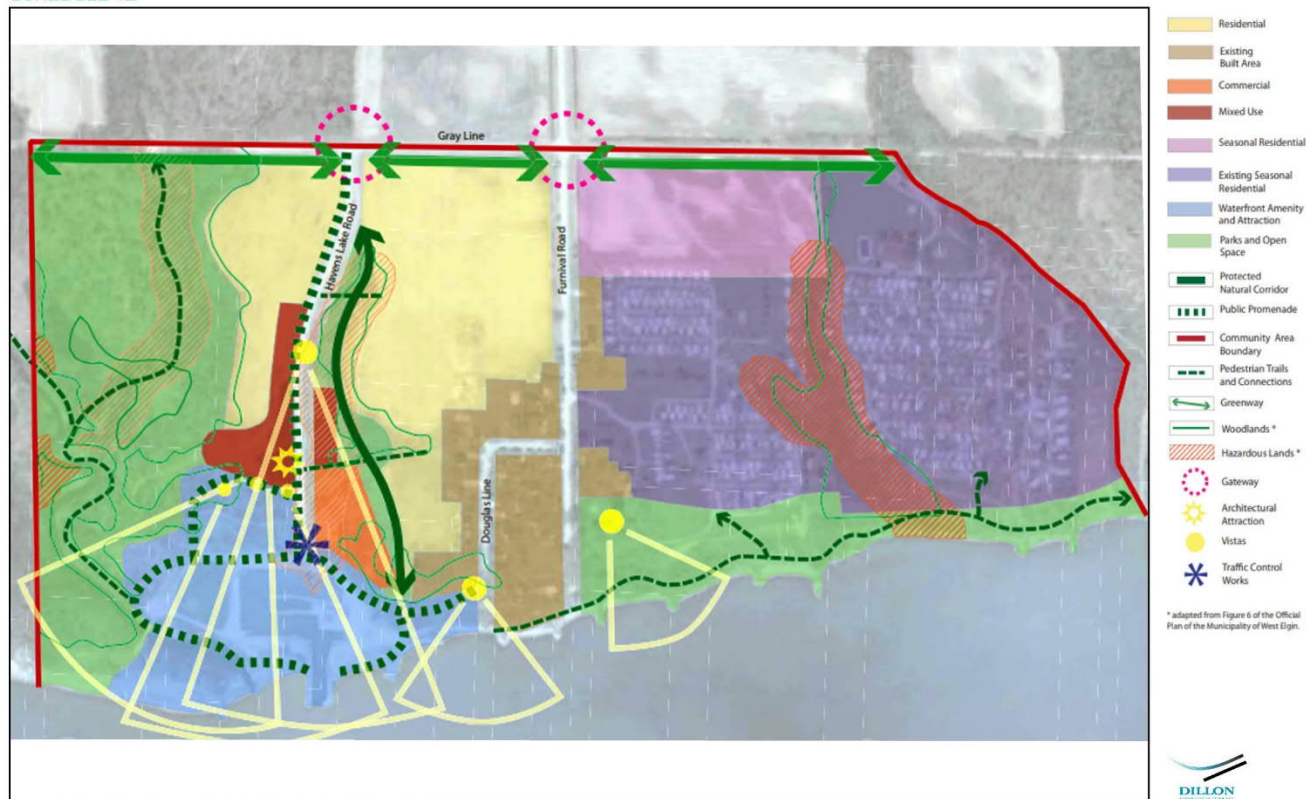 Gray Line
Havens Lake Road
Furnival Road
Douglas Line
Residential
Existing
Built Area
Commercial
Mixed Use
Seasonal Residential
Existing Seasonal
Residential
Waterfront Amenity
and Attraction
Parks and Open
Space
Protected
Natural Corridor
Public Promenade
Community Area
Boundary
Pedestrian Trails
and Connections
Greenway
Woodlands *
Hazardous Lands *
Gateway
Architectural
Attraction
Vistas
Traffic Control
Works
* adapted from Figure 6 of the Official
Plan of the Municipality of West Elgin.
DILLON